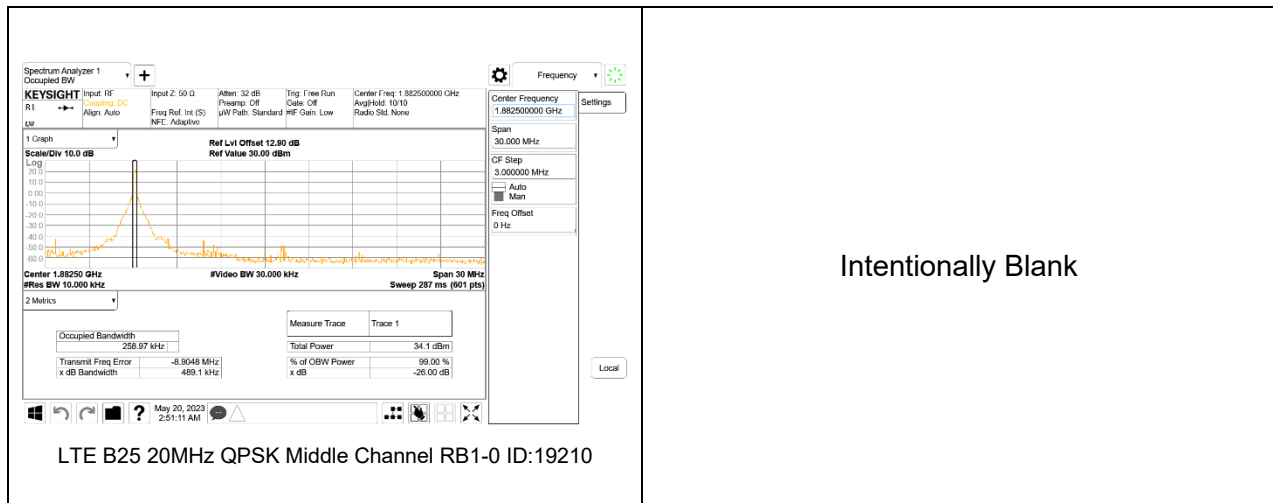 Spectrum Analyzer 1
Occupied BW
Frequency
KEYSIGHT Input: RF Input Z: 50 Ω Atten: 32 dB Trig: Free Run Center Freq: 1.882500000 GHz
Coupling: DC Preamp: Off Gate: Off Avg|Hold: 10/10
Align: Auto Freq Ref: Int (S) µW Path: Standard #IF Gain: Low Radio Std: None
NFE: Adaptive
Center Frequency
1.882500000 GHz
Settings
Span
30.000 MHz
CF Step
3.000000 MHz
Auto
Man
Freq Offset
0 Hz
1 Graph
Ref Lvl Offset 12.90 dB
Scale/Div 10.0 dB Ref Value 30.00 dBm
Log
20.0
10.0
0.00
-10.0
-20.0
-30.0
-40.0
-50.0
-60.0
Center 1.88250 GHz #Video BW 30.000 kHz Span 30 MHz
#Res BW 10.000 kHz Sweep 287 ms (601 pts)
2 Metrics
Measure Trace Trace 1
Occupied Bandwidth
258.97 kHz Total Power 34.1 dBm
Transmit Freq Error -8.9048 MHz % of OBW Power 99.00 %
x dB Bandwidth 489.1 kHz x dB -26.00 dB
Local
May 20, 2023
2:51:11 AM
LTE B25 20MHz QPSK Middle Channel RB1-0 ID:19210
Intentionally Blank